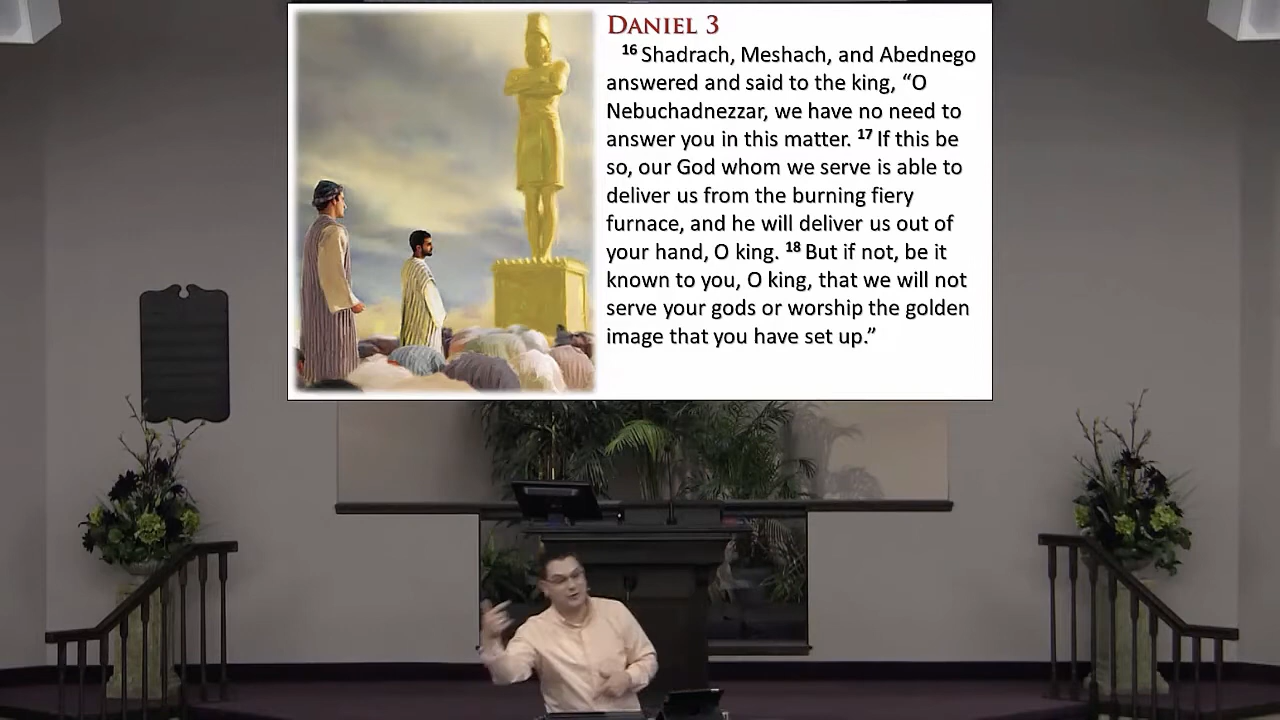 DANIEL 3
16 Shadrach, Meshach, and Abednego
answered and said to the king, “O
Nebuchadnezzar, we have no need to
answer you in this matter. 17 If this be
so, our God whom we serve is able to
deliver us from the burning fiery
furnace, and he will deliver us out of
your hand, O king. 18 But if not, be it
known to you, O king, that we will not
serve your gods or worship the golden
image that you have set up.”